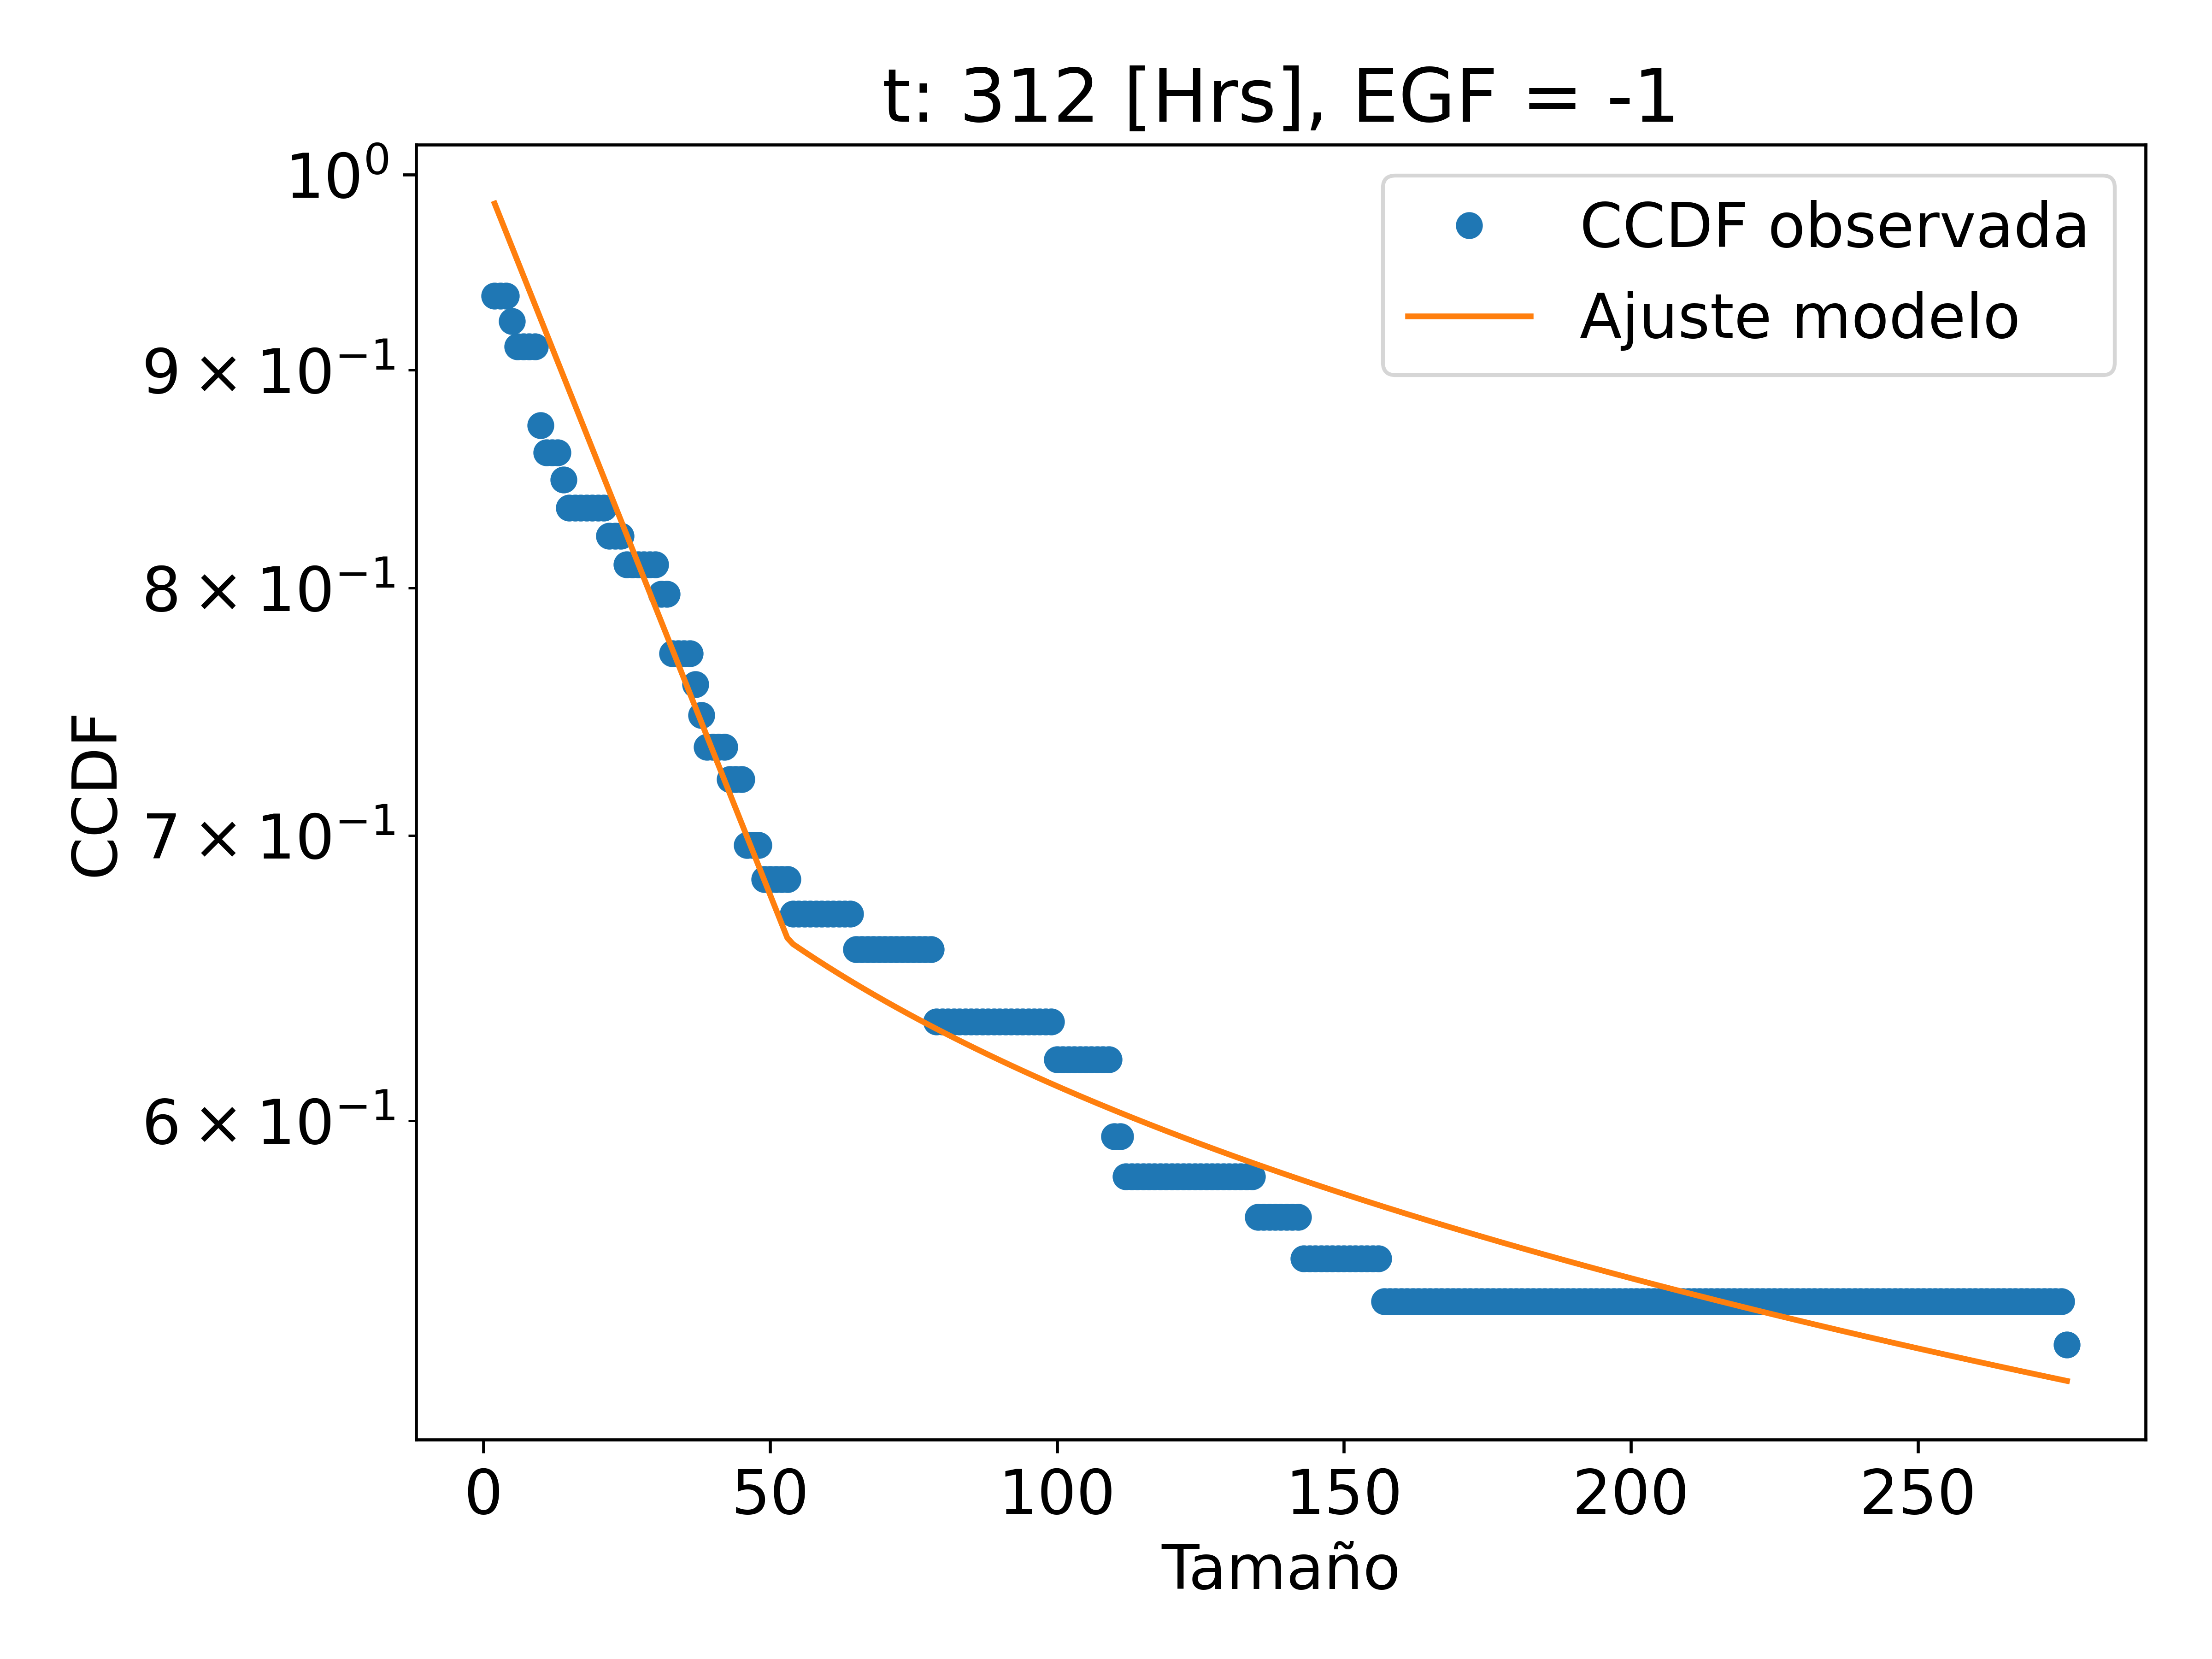 t: 312 [Hrs], EGF = -1
10⁰
9 × 10⁻¹
8 × 10⁻¹
7 × 10⁻¹
6 × 10⁻¹
CCDF
CCDF observada
Ajuste modelo
0 50 100 150 200 250
Tamaño